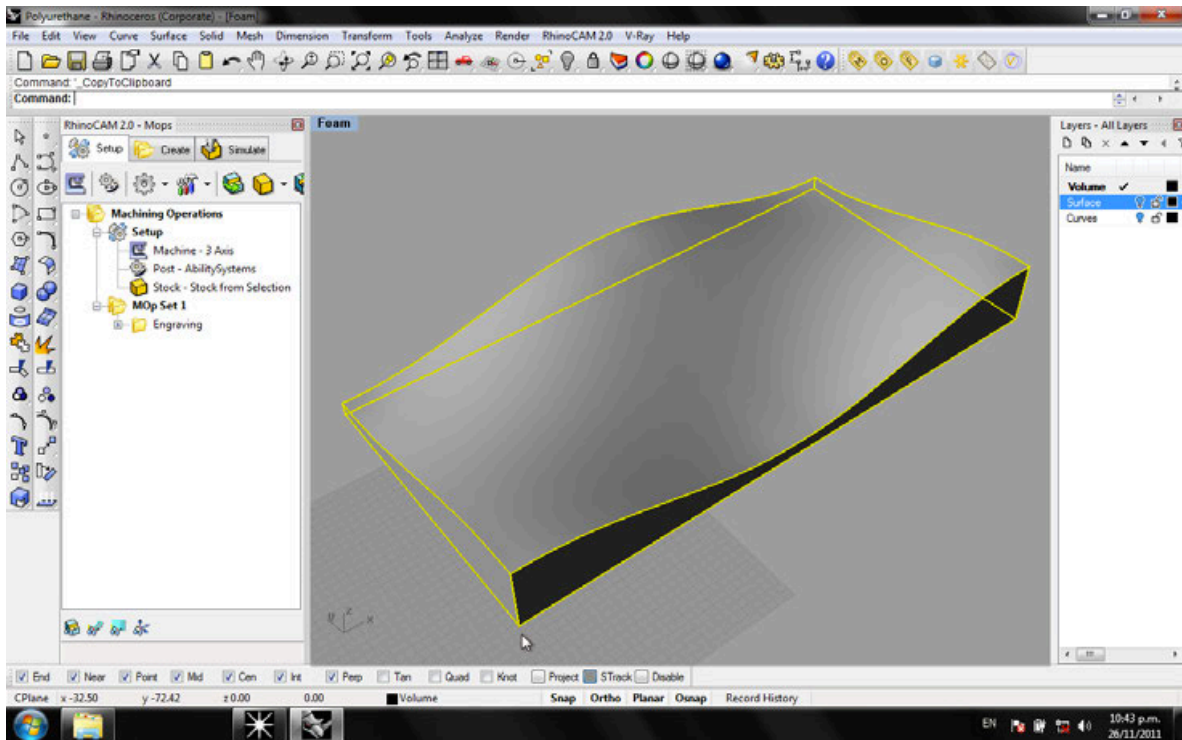 Polyurethane - Rhinoceros (Corporate) - [Foam]
File Edit View Curve Surface Solid Mesh Dimension Transform Tools Analyze Render RhinoCAM 2.0 V-Ray Help
Command: '_CopyToClipboard
Command:
RhinoCAM 2.0 - Mops
Setup Create Simulate
Machining Operations
Setup
Machine - 3 Axis
Post - AbilitySystems
Stock - Stock from Selection
MOp Set 1
Engraving
Foam
z
y x
Layers - All Layers
Name
Volume
Surface
Curves
End Near Point Mid Cen Int Perp Tan Quad Knot Project STrack Disable
CPlane x -32.50 y -72.42 z 0.00 0.00 Volume Snap Ortho Planar Osnap Record History
EN 10:43 p.m.
26/11/2011